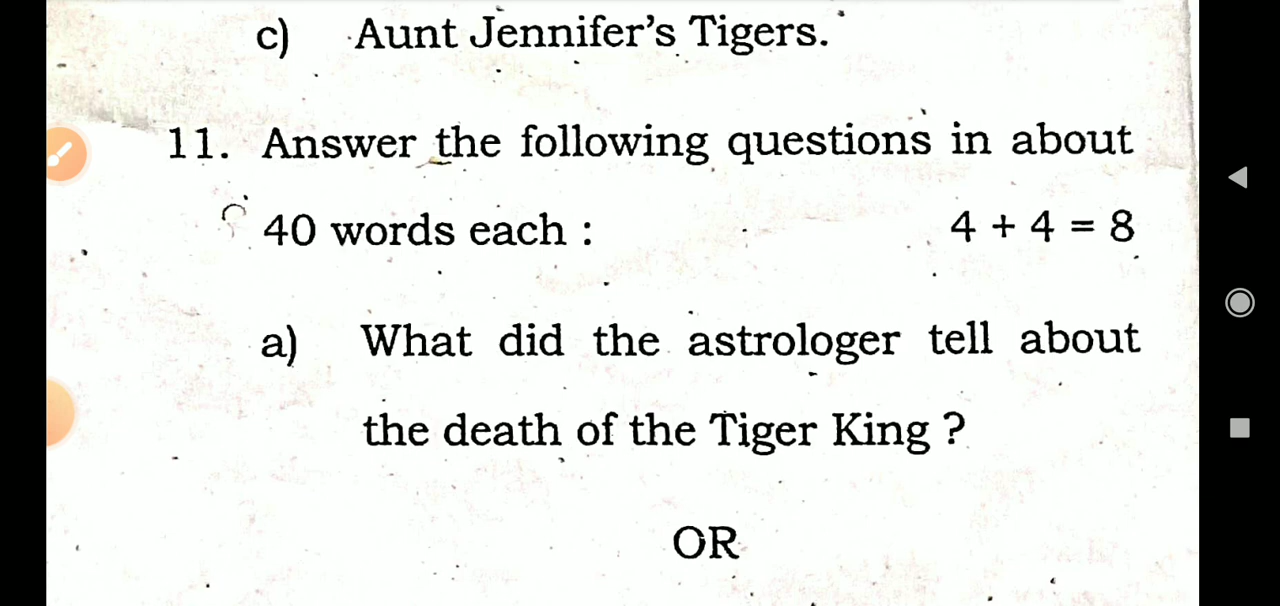 c) Aunt Jennifer's Tigers.
11. Answer the following questions in about
40 words each : 4 + 4 = 8
a) What did the astrologer tell about
the death of the Tiger King ?
OR